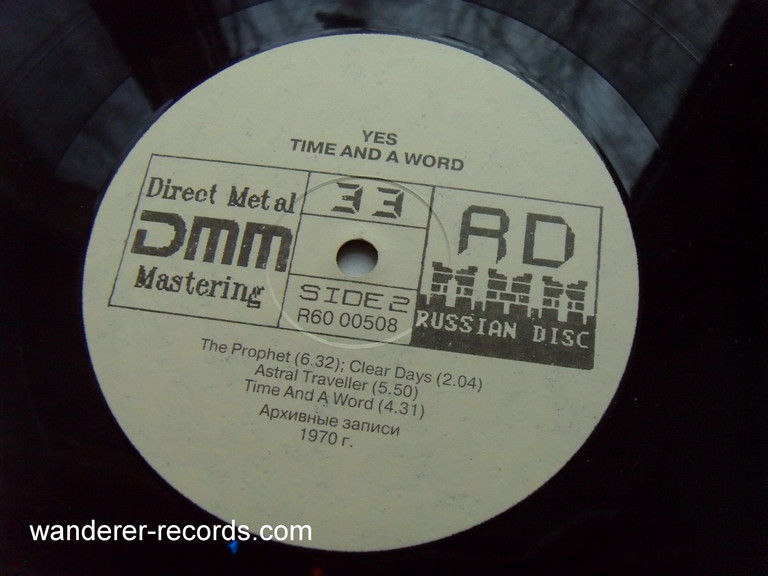 YES
TIME AND A WORD
Direct Metal
DMM
Mastering
33
SIDE 2
R60 00508
RD
RUSSIAN DISC
The Prophet (6.32); Clear Days (2.04)
Astral Traveller (5.50)
Time And A Word (4.31)
Архивные записи
1970 г.
wanderer-records.com